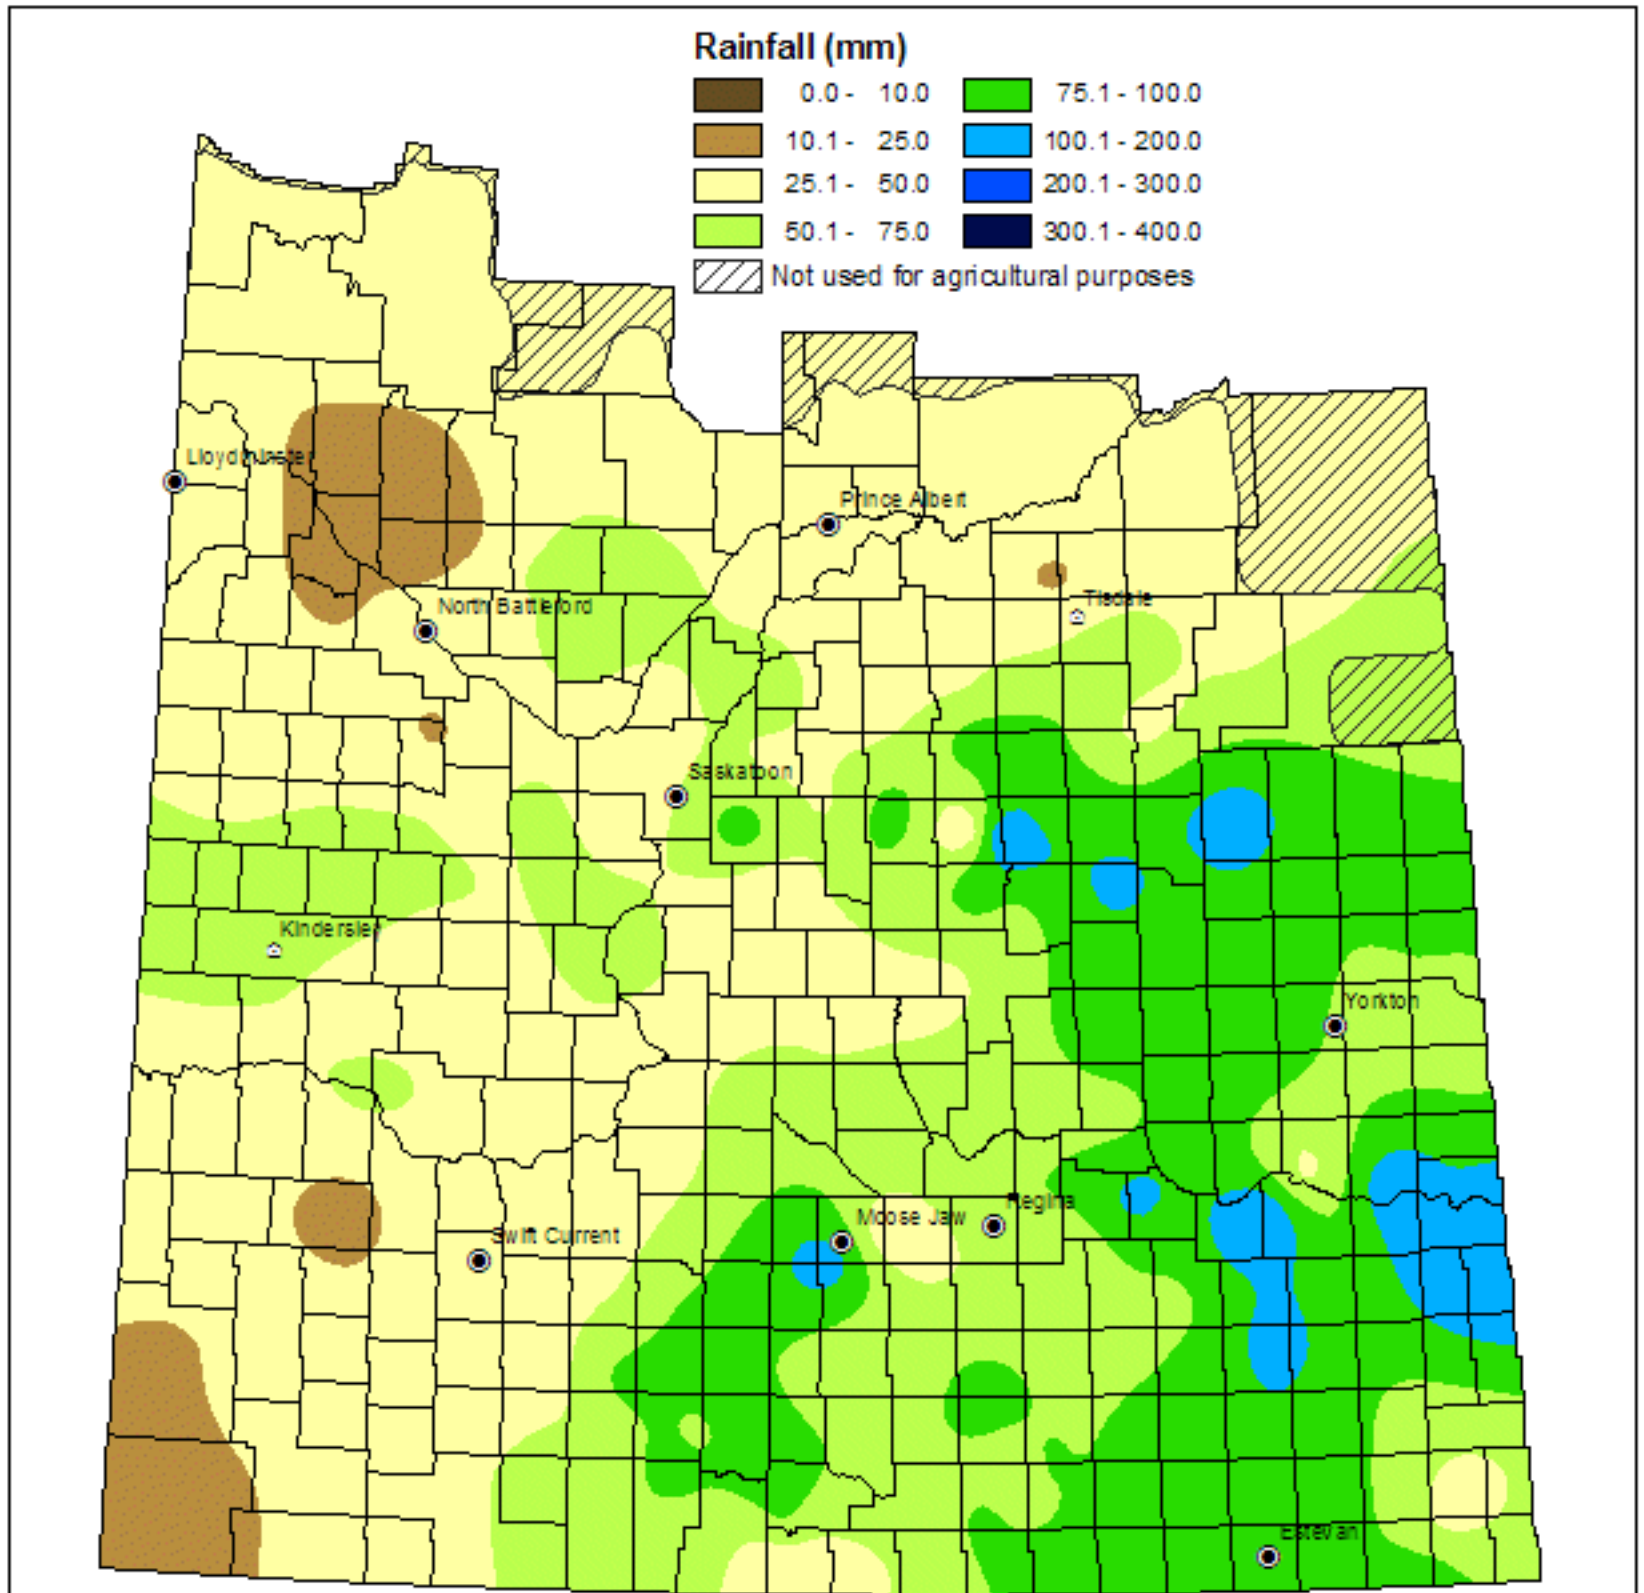 Rainfall (mm)
0.0 - 10.0
75.1 - 100.0
10.1 - 25.0
100.1 - 200.0
25.1 - 50.0
200.1 - 300.0
50.1 - 75.0
300.1 - 400.0
Not used for agricultural purposes
Lloydminster
Prince Albert
Tisdale
North Battleford
Saskatoon
Kindersley
Yorkton
Regina
Moose Jaw
Swift Current
Estevan